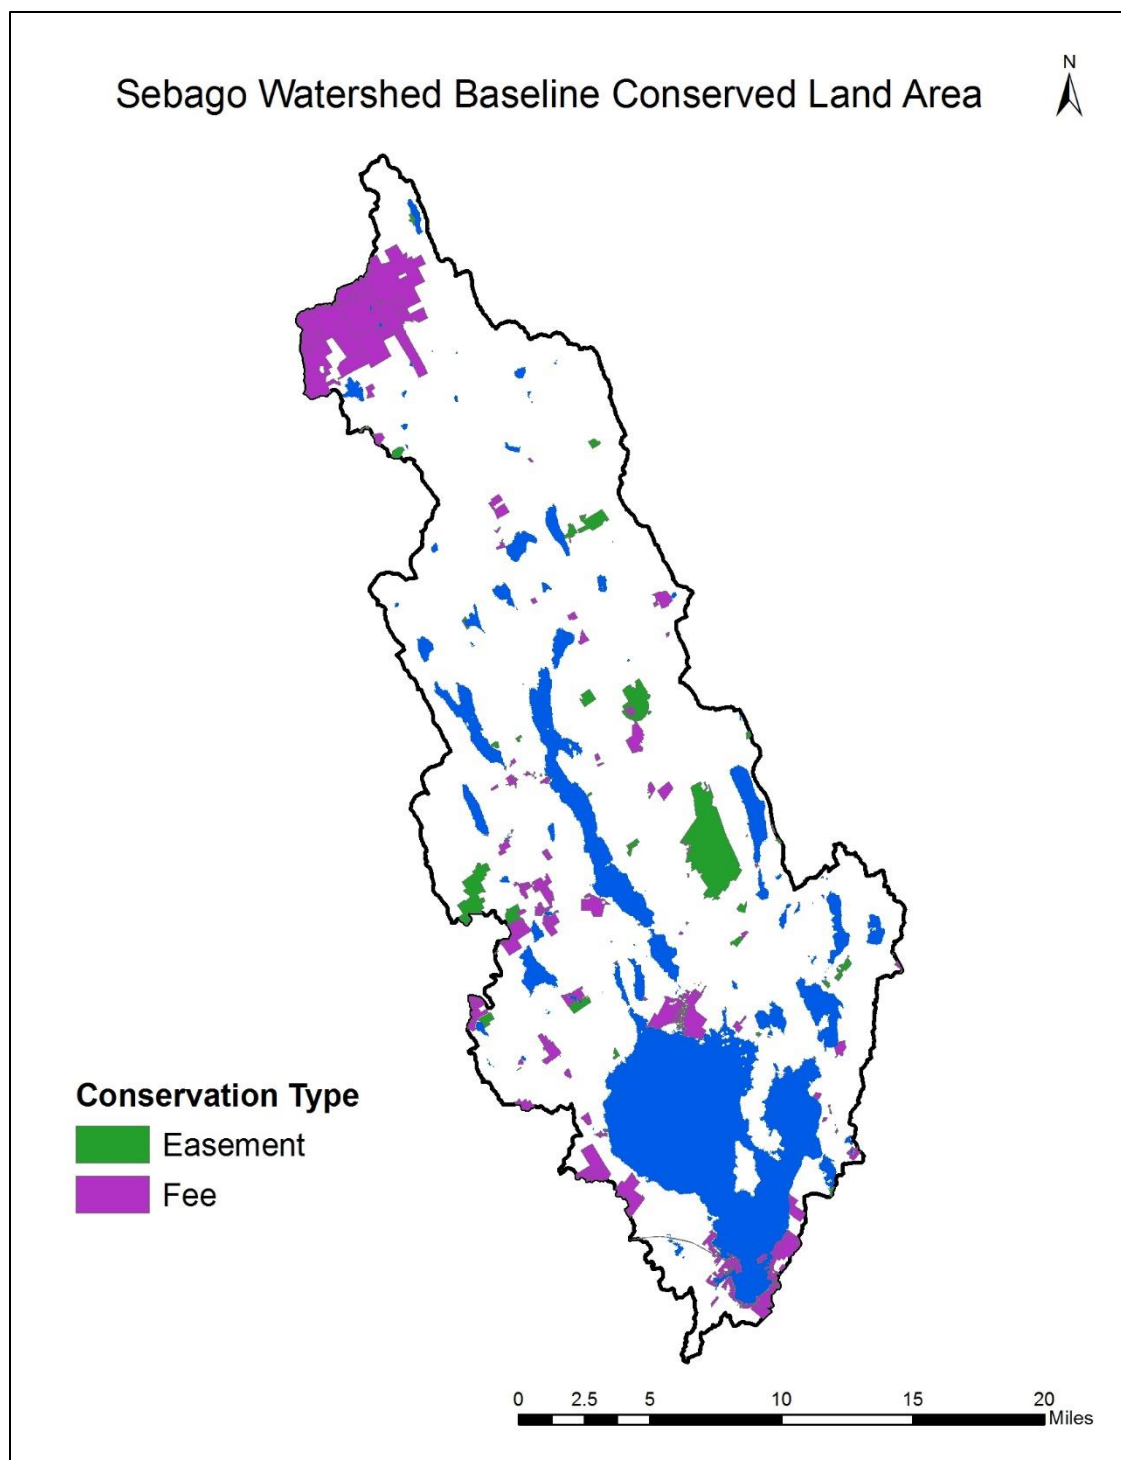 N
Sebago Watershed Baseline Conserved Land Area
Conservation Type
Easement
Fee
0 2.5 5 10 15 20
Miles